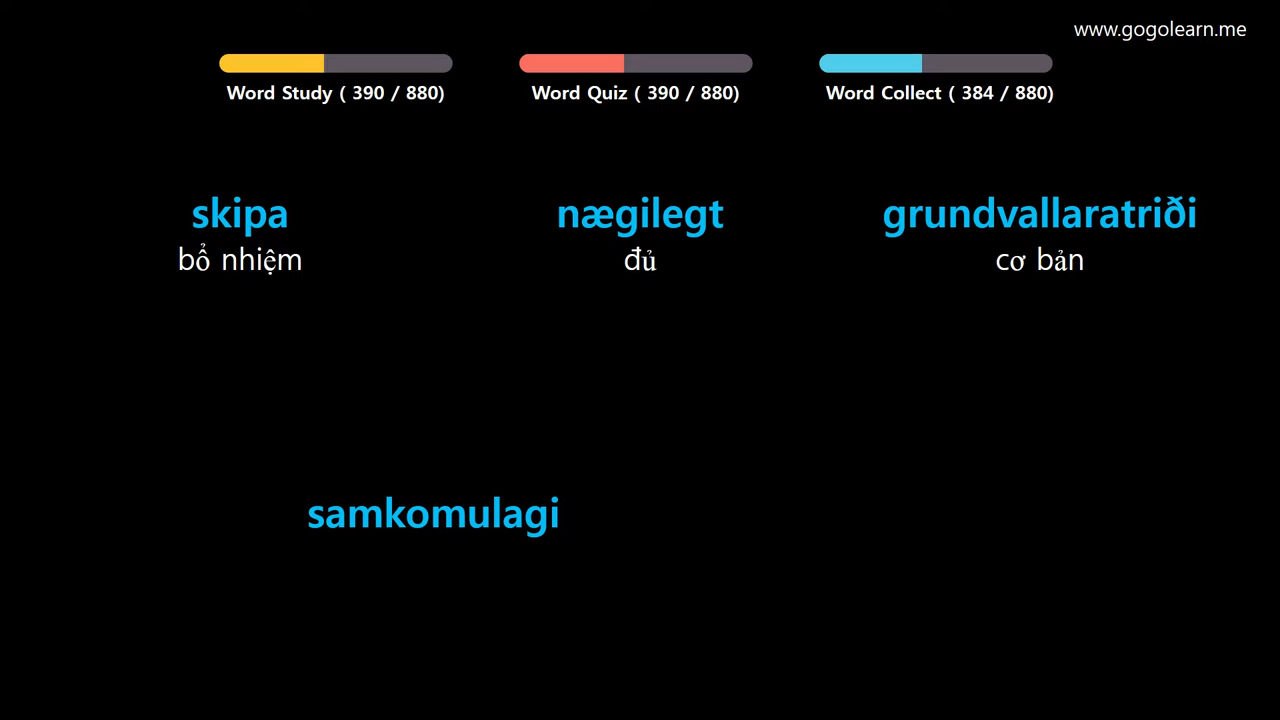 www.gogolearn.me
Word Study ( 390 / 880)
Word Quiz ( 390 / 880)
Word Collect ( 384 / 880)
skipa
bổ nhiệm
nægilegt
đủ
grundvallaratriði
cơ bản
samkomulagi